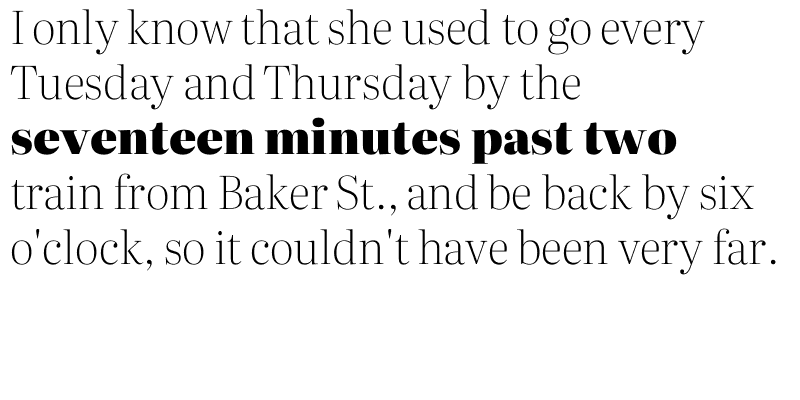 I only know that she used to go every
Tuesday and Thursday by the
seventeen minutes past two
train from Baker St., and be back by six
o'clock, so it couldn't have been very far.